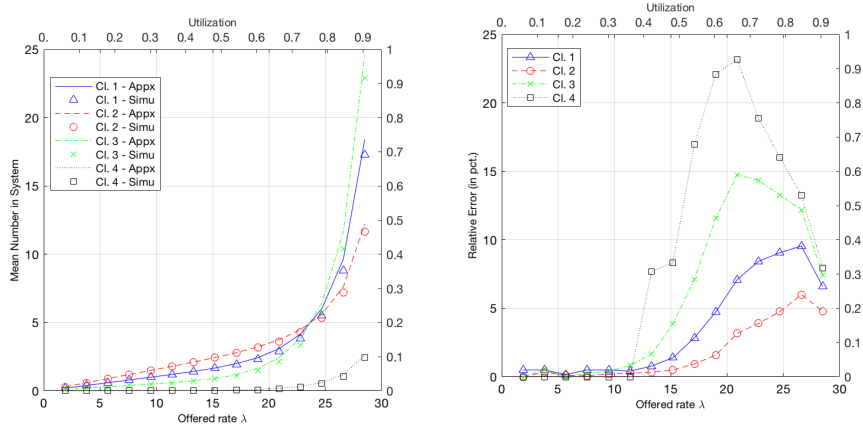 Utilization
0. 0.1 0.2 0.3 0.4 0.5 0.6 0.7 0.8 0.9
25
20
15
10
5
0
Mean Number in System
Cl. 1 - Appx
Cl. 1 - Simu
Cl. 2 - Appx
Cl. 2 - Simu
Cl. 3 - Appx
Cl. 3 - Simu
Cl. 4 - Appx
Cl. 4 - Simu
1
0.9
0.8
0.7
0.6
0.5
0.4
0.3
0.2
0.1
0
0 5 10 15 20 25 30
Offered rate λ
Utilization
0. 0.1 0.2 0.3 0.4 0.5 0.6 0.7 0.8 0.9
25
20
15
10
5
0
Relative Error (in pct.)
Cl. 1
Cl. 2
Cl. 3
Cl. 4
1
0.9
0.8
0.7
0.6
0.5
0.4
0.3
0.2
0.1
0
0 5 10 15 20 25 30
Offered rate λ